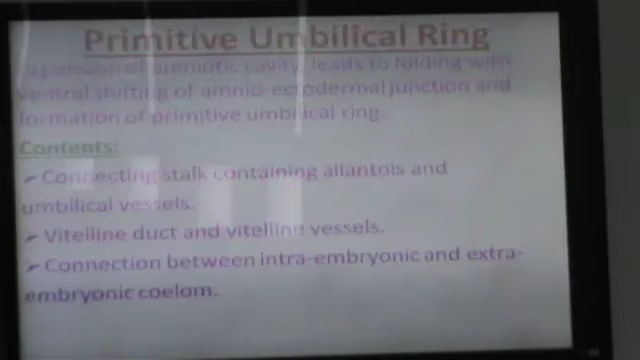 Primitive Umbilical Ring
Expansion of amniotic cavity leads to folding with
ventral shifting of amnio-ectodermal junction and
formation of primitive umbilical ring
Contents:
Connecting stalk containing allantois and
umbilical vessels.
Vitelline duct and vitelline vessels.
Connection between intra-embryonic and extra-
embryonic coelom.